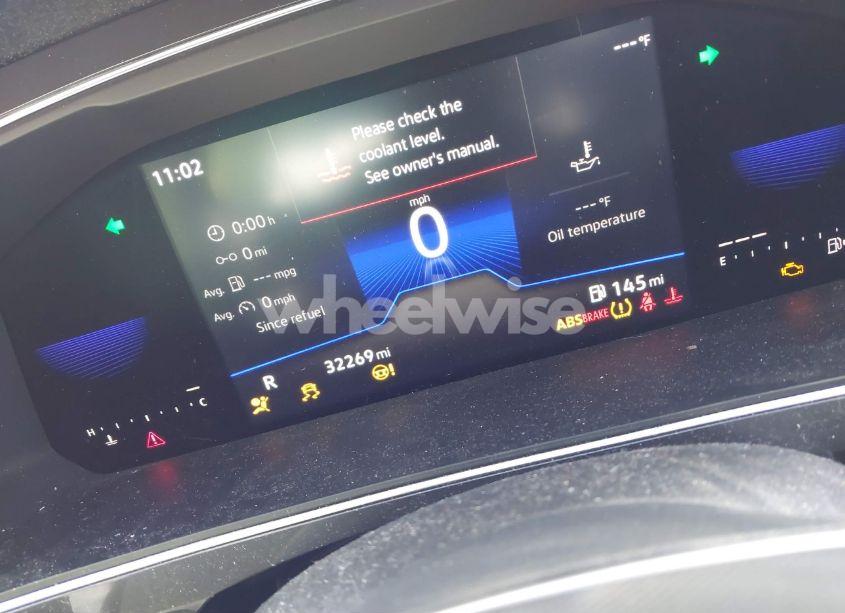 ---°F
Please check the
coolant level.
See owner's manual.
11:02
0:00 h
0 mi
Avg. --- mpg
Avg. 0 mph
Since refuel
mph
0
---°F
Oil temperature
E
145 mi
ABS BRAKE
R
32269 mi
H C
wheelwise